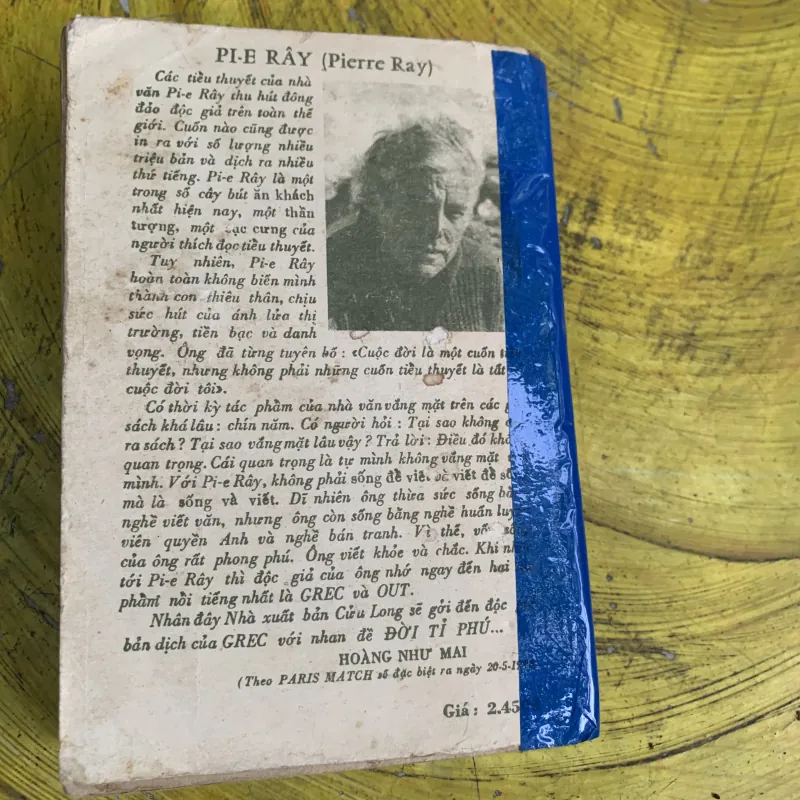 PI-E RÂY (Pierre Ray)
Các tiểu thuyết của nhà
văn Pi-e Rây thu hút đông
đảo độc giả trên toàn thế
giới. Cuốn nào cũng được
in ra với số lượng nhiều
triệu bản và dịch ra nhiều
thứ tiếng. Pi-e Rây là một
trong số cây bút ăn khách
nhất hiện nay, một thần
tượng, một cục cưng của
người thích đọc tiểu thuyết.
Tuy nhiên, Pi-e Rây
hoàn toàn không biến mình
thành con thiêu thân, chịu
sức hút của ánh lửa thị
trường, tiền bạc và danh
vọng. Ông đã từng tuyên bố : «Cuộc đời là một cuốn
thuyết, nhưng không phải những cuốn tiểu thuyết là tất
cuộc đời tôi».
Có thời kỳ tác phẩm của nhà văn vắng mặt trên các
sách khá lâu : chín năm. Có người hỏi : Tại sao không
ra sách ? Tại sao vắng mặt lâu vậy ? Trả lời : Điều đó
quan trọng. Cái quan trọng là tự mình không vắng mặt
mình. Với Pi-e Rây, không phải sống để viết và viết để
mà là sống và viết. Dĩ nhiên ông thừa sức sống
nghề viết văn, nhưng ông còn sống bằng nghề huấn
viên quyền Anh và nghề bán tranh. Vì thế,
của ông rất phong phú. Ông viết khỏe và chắc. Khi
tới Pi-e Rây thì độc giả của ông nhớ ngay đến hai
phẩm nổi tiếng nhất là GREC và OUT.
Nhân đây Nhà xuất bản Cửu Long sẽ gởi đến độc
bản dịch của GREC với nhan đề ĐỜI TỈ PHÚ...
HOÀNG NHƯ MAI
(Theo PARIS MATCH số đặc biệt ra ngày 20-5-
Giá : 2.45